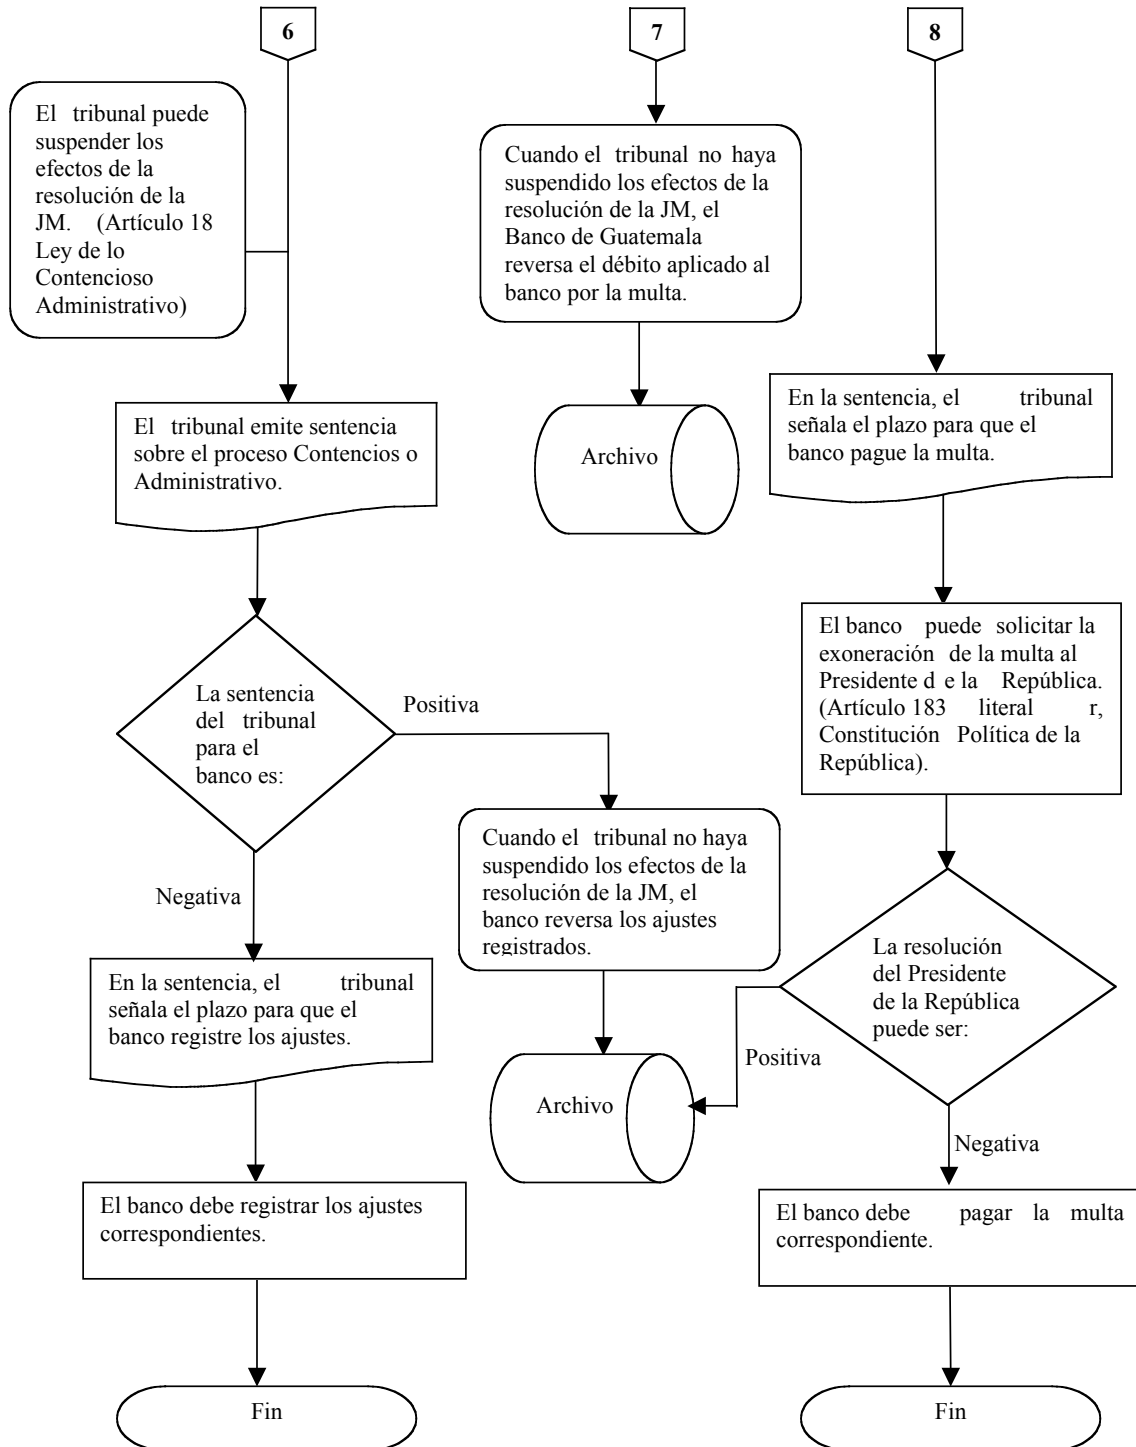 6
7
8
El tribunal puede
suspender los
efectos de la
resolución de la
JM. (Artículo 18
Ley de lo
Contencioso
Administrativo)
Cuando el tribunal no haya
suspendido los efectos de la
resolución de la JM, el
Banco de Guatemala
reversa el débito aplicado al
banco por la multa.
El tribunal emite sentencia
sobre el proceso Contencios o
Administrativo.
Archivo
En la sentencia, el tribunal
señala el plazo para que el
banco pague la multa.
El banco puede solicitar la
exoneración de la multa al
Presidente d e la República.
(Artículo 183 literal r,
Constitución Política de la
República).
La sentencia
del tribunal
para el
banco es:
Positiva
Negativa
Cuando el tribunal no haya
suspendido los efectos de la
resolución de la JM, el
banco reversa los ajustes
registrados.
La resolución
del Presidente
de la República
puede ser:
En la sentencia, el tribunal
señala el plazo para que el
banco registre los ajustes.
Positiva
Archivo
Negativa
El banco debe registrar los ajustes
correspondientes.
El banco debe pagar la multa
correspondiente.
Fin
Fin